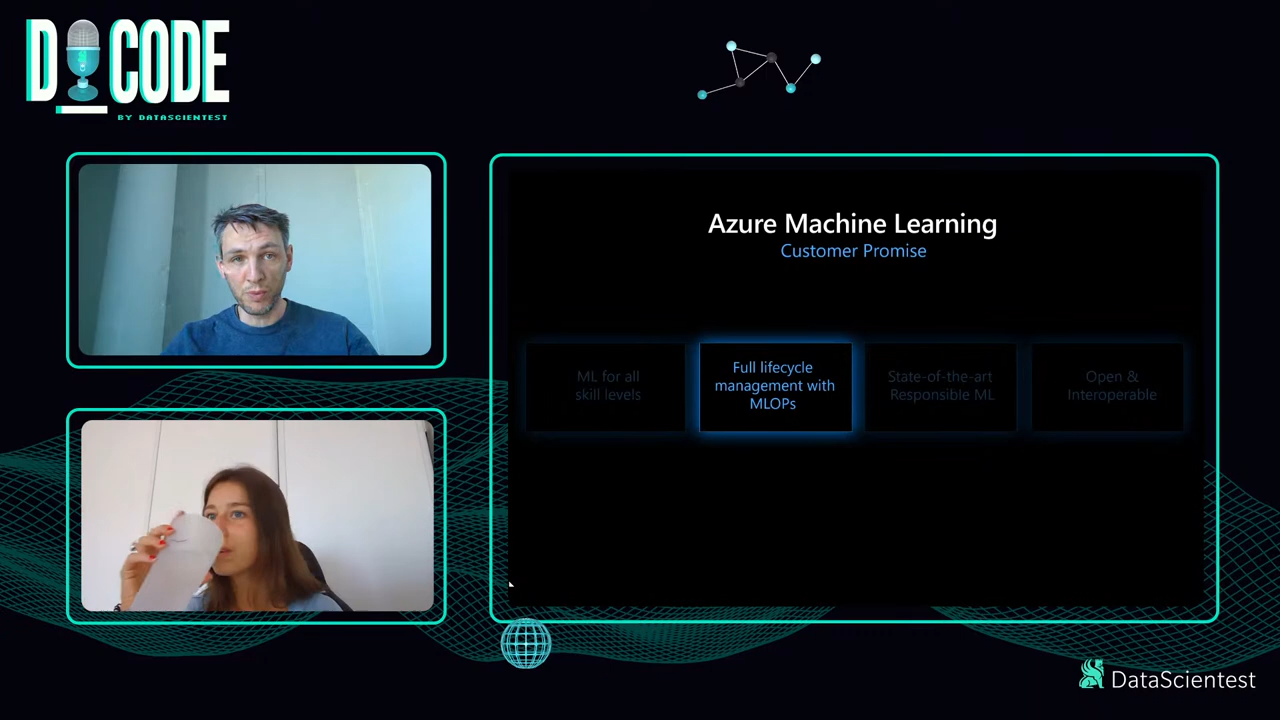 D_CODE
BY DATASCIENTEST
Azure Machine Learning
Customer Promise
ML for all
skill levels
Full lifecycle
management with
MLOPs
State-of-the-art
Responsible ML
Open &
Interoperable
DataScientest